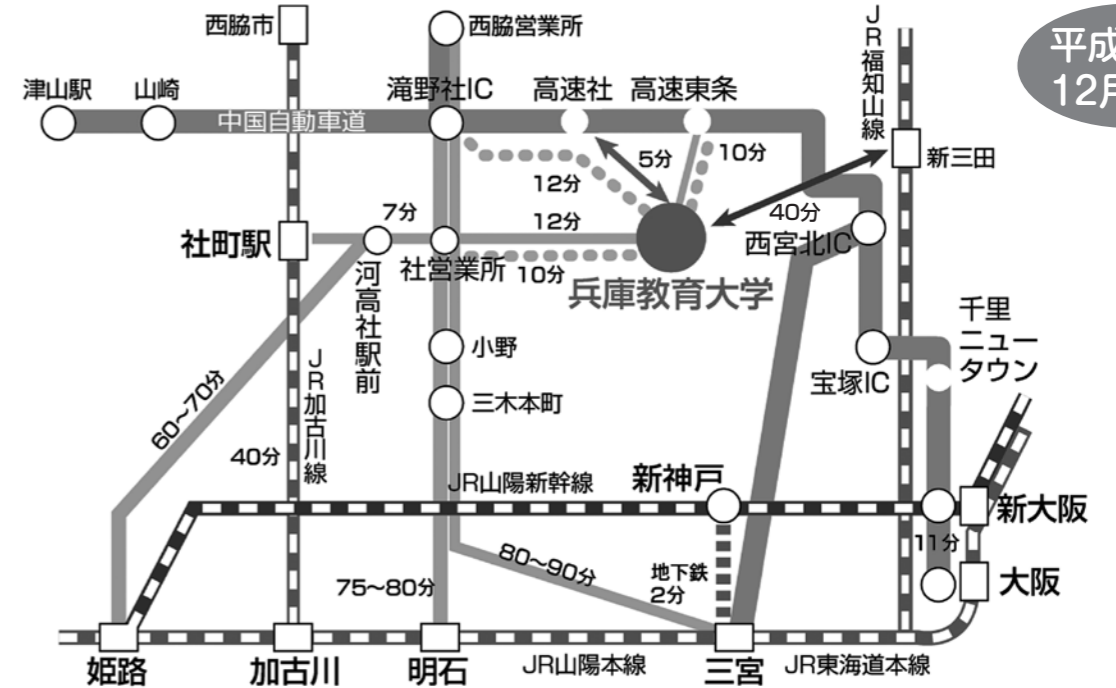 西脇市
西脇営業所
JR福知山線
平成
12月
津山駅
山崎
滝野社IC
高速社
高速東条
中国自動車道
5分
10分
新三田
12分
7分
12分
40分
社町駅
社営業所
10分
西宮北IC
兵庫教育大学
河高社駅前
小野
千里
ニュー
タウン
宝塚IC
三木本町
60〜70分
JR加古川線
40分
JR山陽新幹線
新神戸
新大阪
11分
80〜90分
地下鉄
2分
75〜80分
大阪
姫路
加古川
明石
JR山陽本線
三宮
JR東海道本線